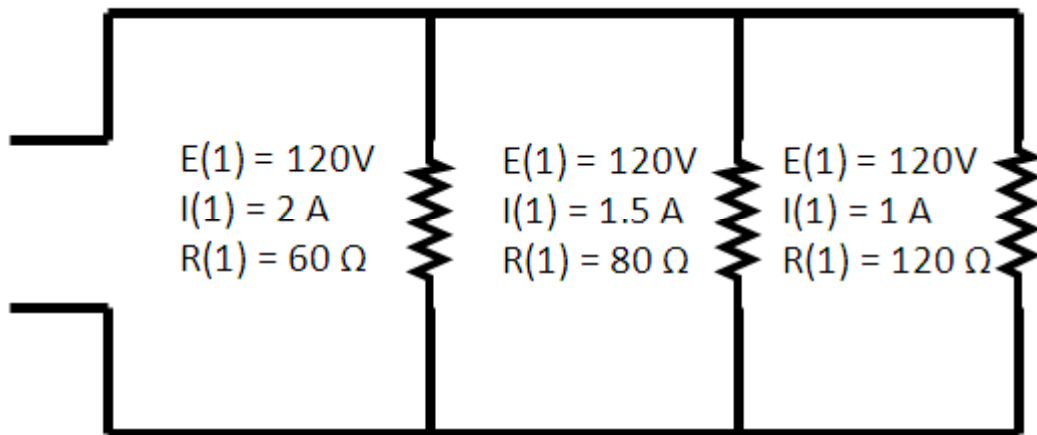 E(1) = 120V
I(1) = 2 A
R(1) = 60 Ω
E(1) = 120V
I(1) = 1.5 A
R(1) = 80 Ω
E(1) = 120V
I(1) = 1 A
R(1) = 120 Ω